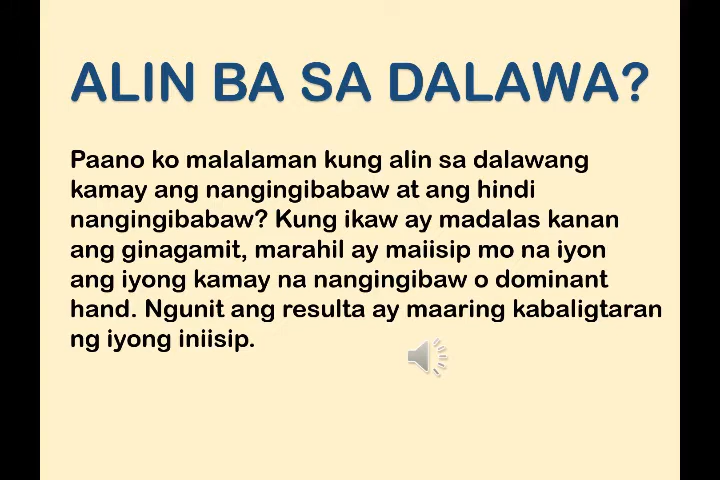 ALIN BA SA DALAWA?
Paano ko malalaman kung alin sa dalawang
kamay ang nangingibabaw at ang hindi
nangingibabaw? Kung ikaw ay madalas kanan
ang ginagamit, marahil ay maiisip mo na iyon
ang iyong kamay na nangingibaw o dominant
hand. Ngunit ang resulta ay maaring kabaligtaran
ng iyong iniisip.